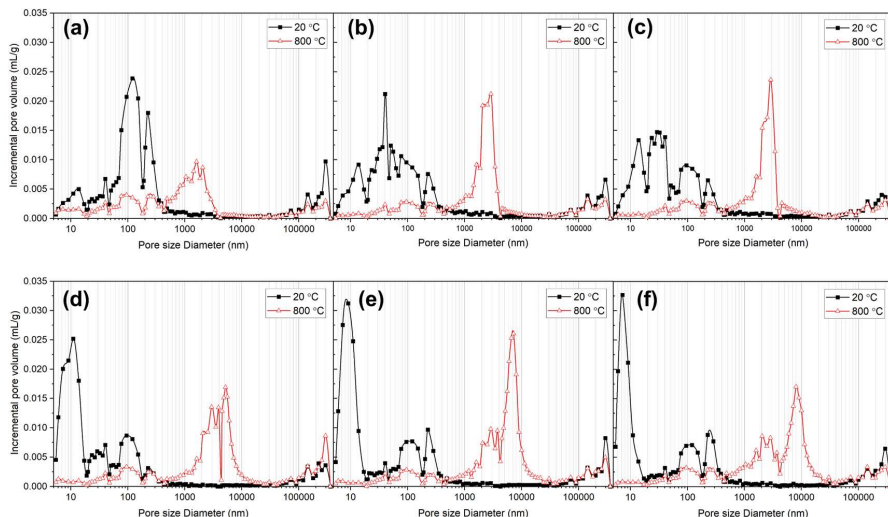 (a)
20 °C
800 °C
(b)
20 °C
800 °C
(c)
20 °C
800 °C
0.035
0.030
0.025
0.020
0.015
0.010
0.005
0.000
Incremental pore volume (mL/g)
10 100 1000 10000 100000
10 100 1000 10000 100000
10 100 1000 10000 100000
Pore size Diameter (nm)
Pore size Diameter (nm)
Pore size Diameter (nm)
(d)
20 °C
800 °C
(e)
20 °C
800 °C
(f)
20 °C
800 °C
0.035
0.030
0.025
0.020
0.015
0.010
0.005
0.000
Incremental pore volume (mL/g)
10 100 1000 10000 100000
10 100 1000 10000 100000
10 100 1000 10000 100000
Pore size Diameter (nm)
Pore size Diameter (nm)
Pore size Diameter (nm)